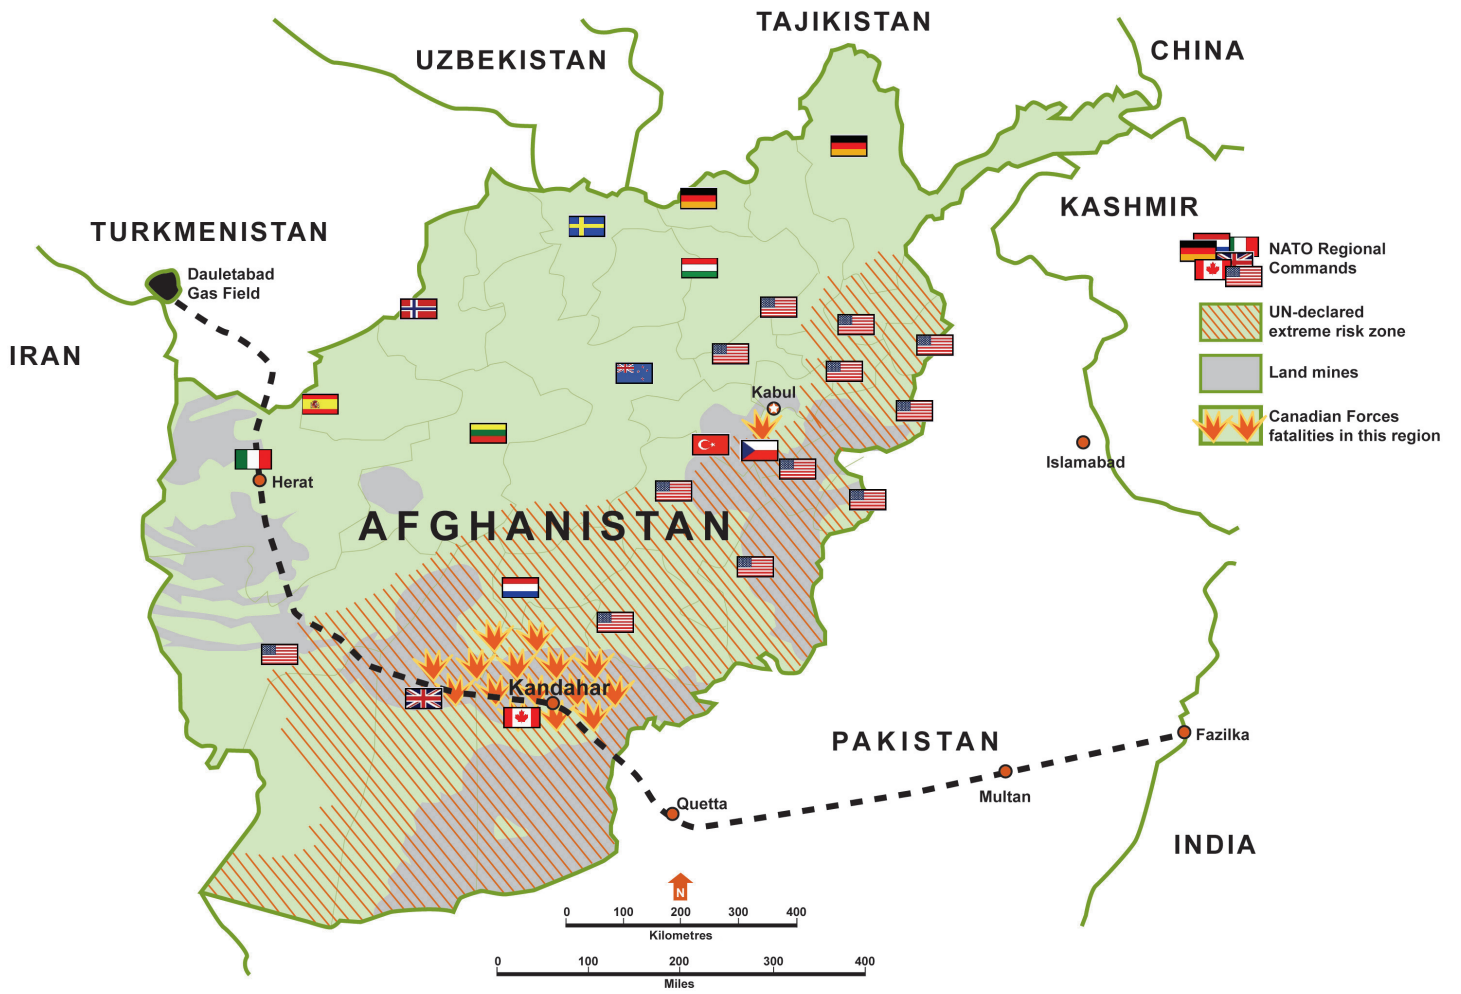 TAJIKISTAN
UZBEKISTAN
CHINA
KASHMIR
TURKMENISTAN
Dauletabad
Gas Field
IRAN
NATO Regional
Commands
UN-declared
extreme risk zone
Land mines
Canadian Forces
fatalities in this region
Kabul
Islamabad
Herat
AFGHANISTAN
Kandahar
PAKISTAN
Fazilka
Multan
Quetta
INDIA
N
0 100 200 300 400
Kilometres
0 100 200 300 400
Miles